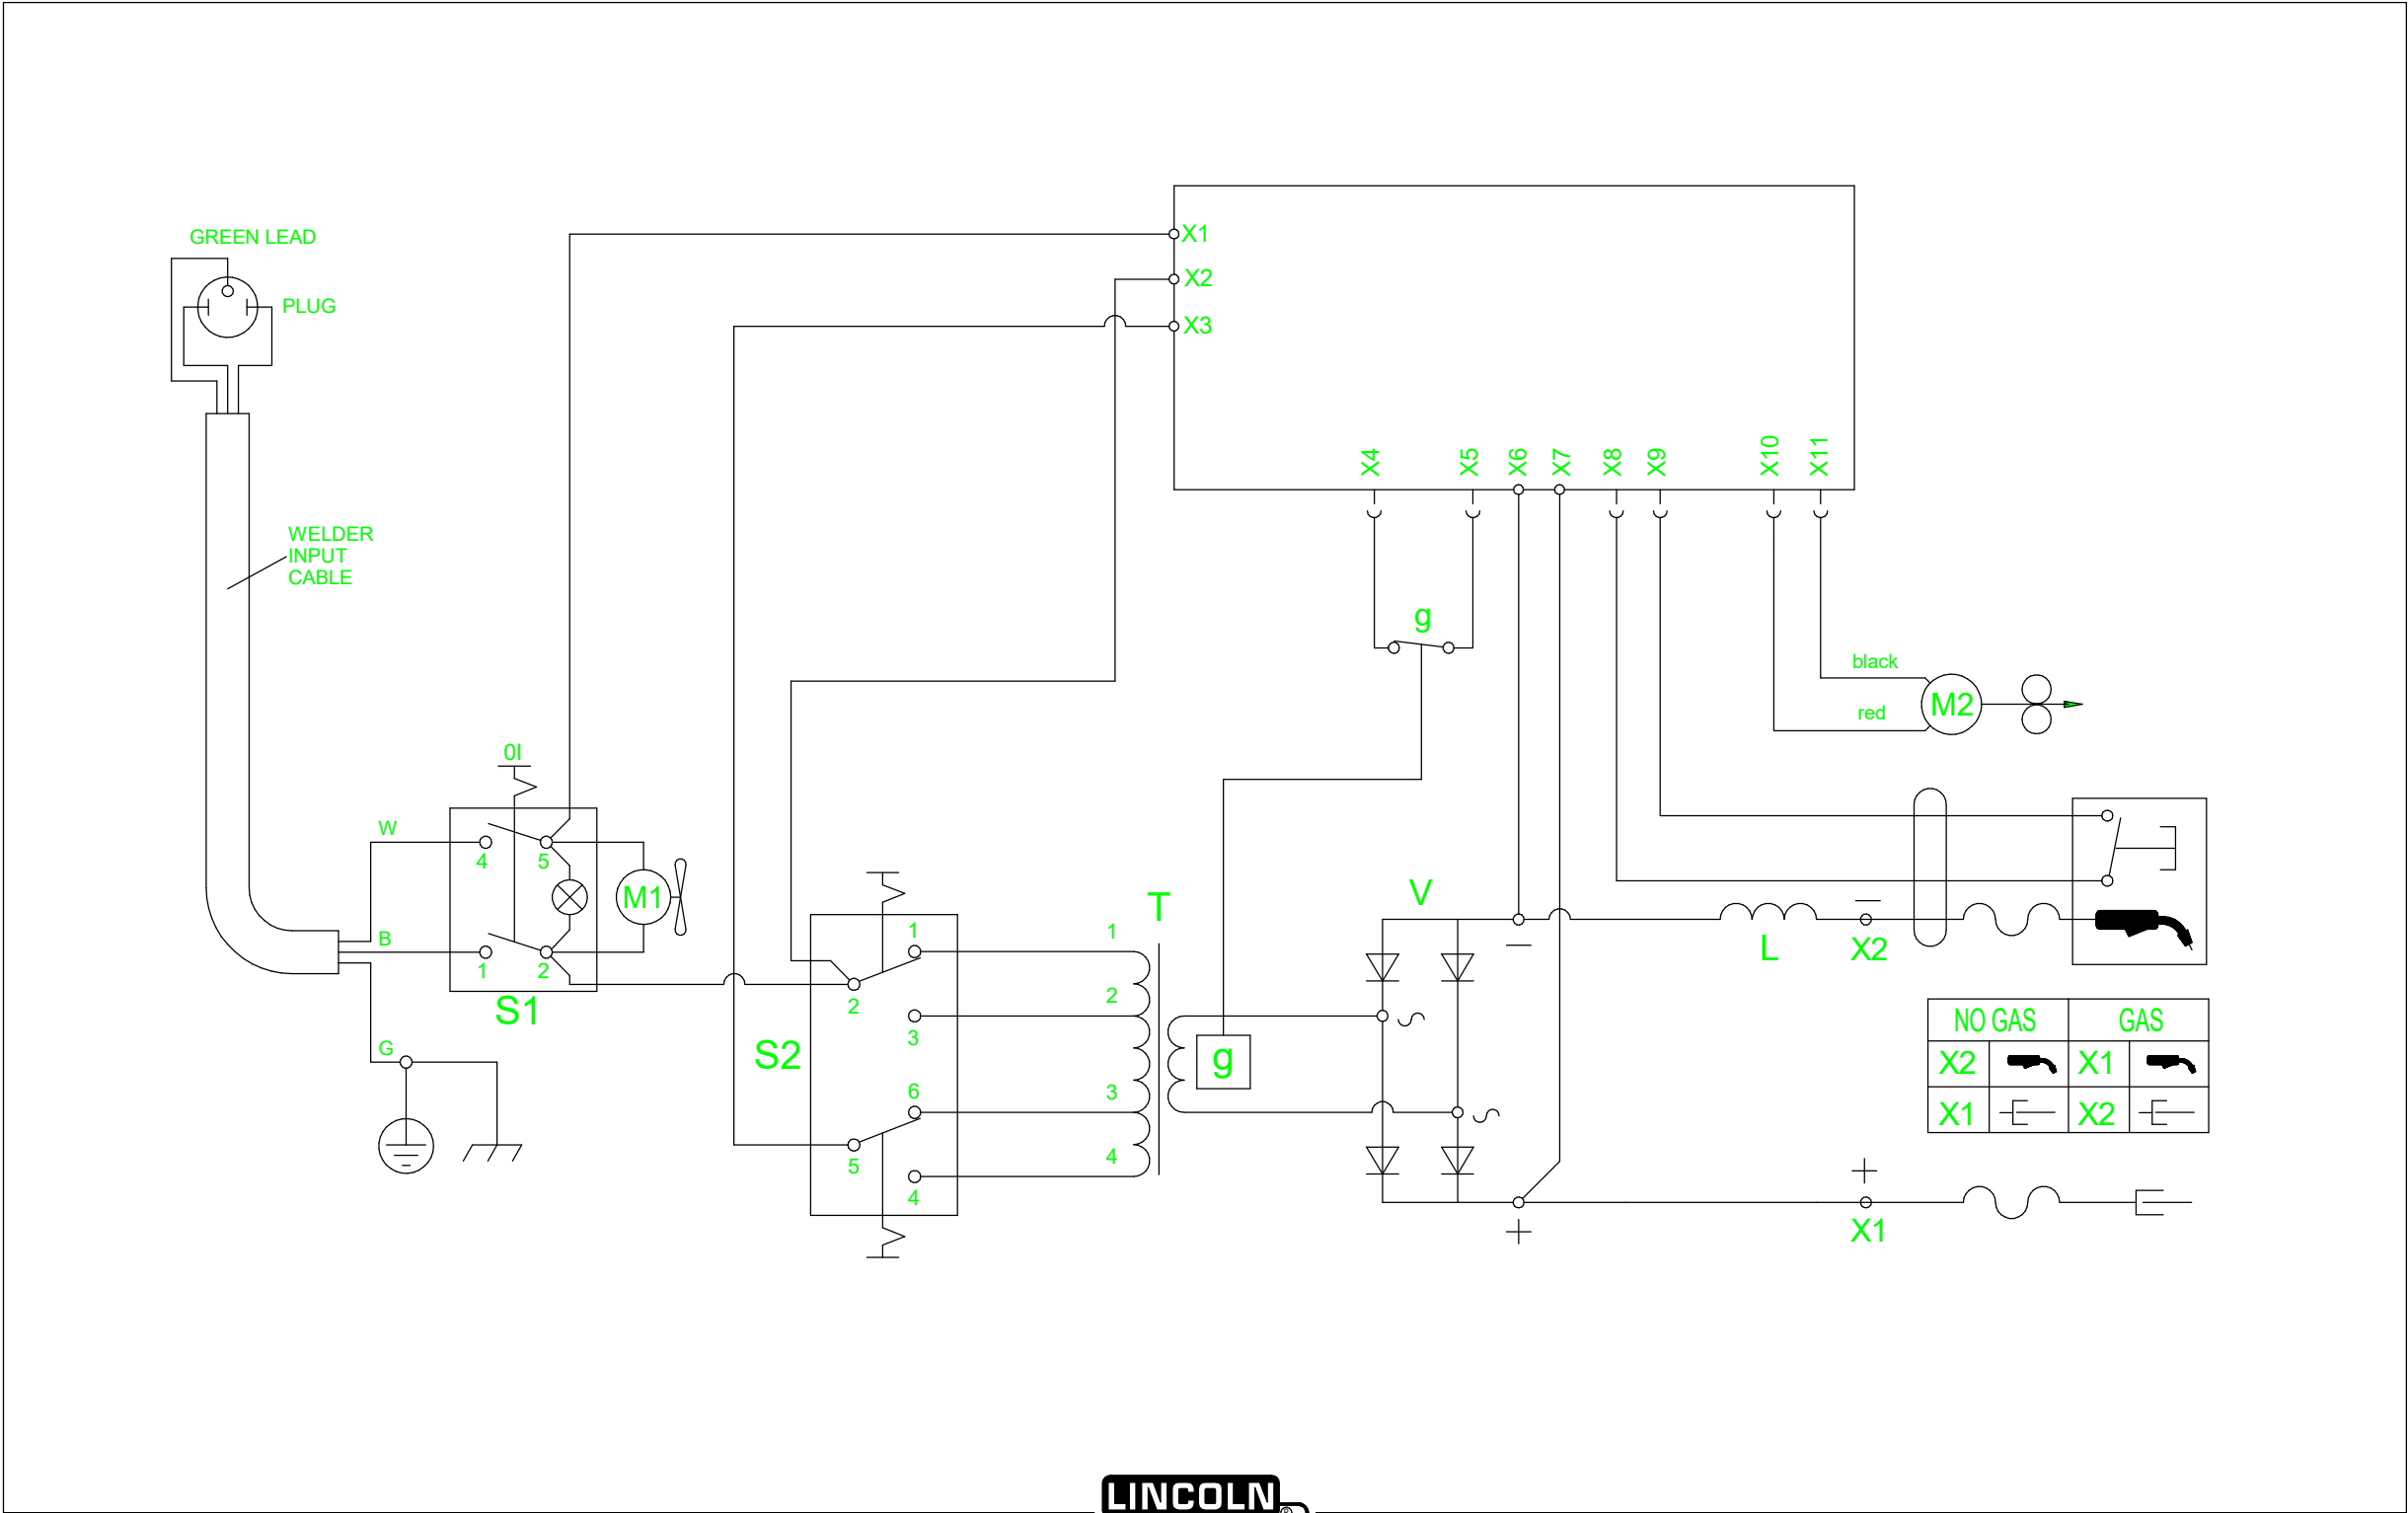 GREEN LEAD
PLUG
WELDER
INPUT
CABLE
X1
X2
X3
X4
X5
X6
X7
X8
X9
X10
X11
g
black
red
M2
0I
W
4
5
M1
B
1
2
S1
G
S2
1
2
3
6
5
4
T
1
2
3
4
g
V
∽
∽
—
+
L
—
X2
+
X1
NO GAS
GAS
X2
X1
X1
X2
LINCOLN
®